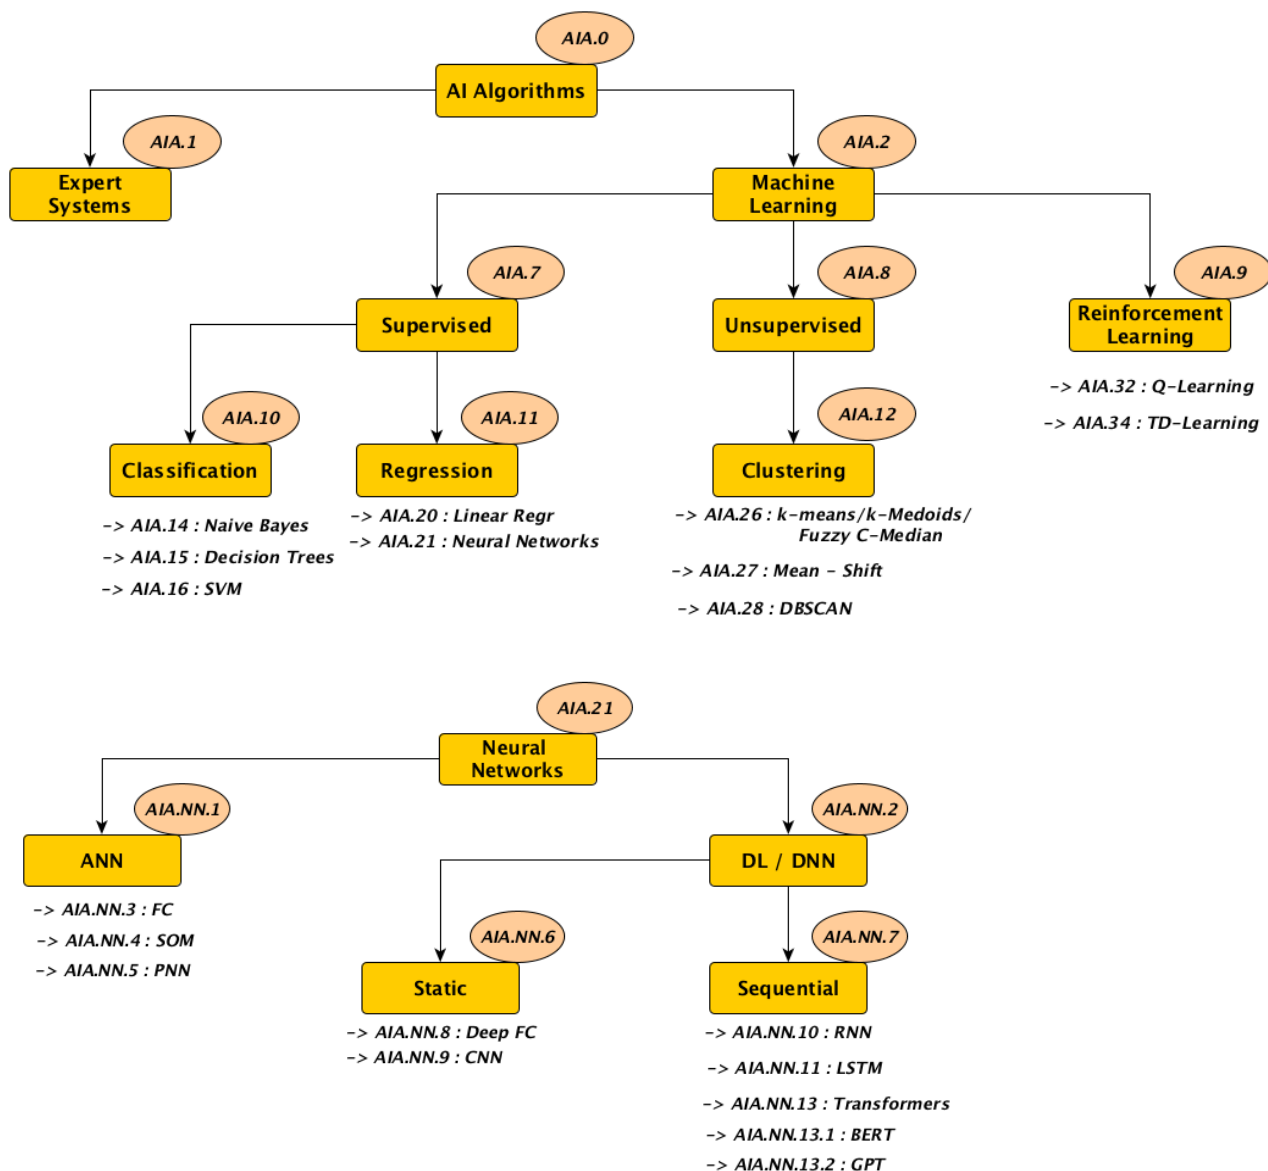 AIA.0
AI Algorithms
AIA.1
AIA.2
Expert
Systems
Machine
Learning
AIA.7
AIA.8
AIA.9
Supervised
Unsupervised
Reinforcement
Learning
AIA.10
AIA.11
AIA.12
-> AIA.32 : Q-Learning
-> AIA.34 : TD-Learning
Classification
Regression
Clustering
-> AIA.14 : Naive Bayes
-> AIA.15 : Decision Trees
-> AIA.16 : SVM
-> AIA.20 : Linear Regr
-> AIA.21 : Neural Networks
-> AIA.26 : k-means/k-Medoids/
Fuzzy C-Median
-> AIA.27 : Mean - Shift
-> AIA.28 : DBSCAN
AIA.21
Neural
Networks
AIA.NN.1
AIA.NN.2
ANN
DL / DNN
-> AIA.NN.3 : FC
-> AIA.NN.4 : SOM
-> AIA.NN.5 : PNN
AIA.NN.6
AIA.NN.7
Static
Sequential
-> AIA.NN.8 : Deep FC
-> AIA.NN.9 : CNN
-> AIA.NN.10 : RNN
-> AIA.NN.11 : LSTM
-> AIA.NN.13 : Transformers
-> AIA.NN.13.1 : BERT
-> AIA.NN.13.2 : GPT